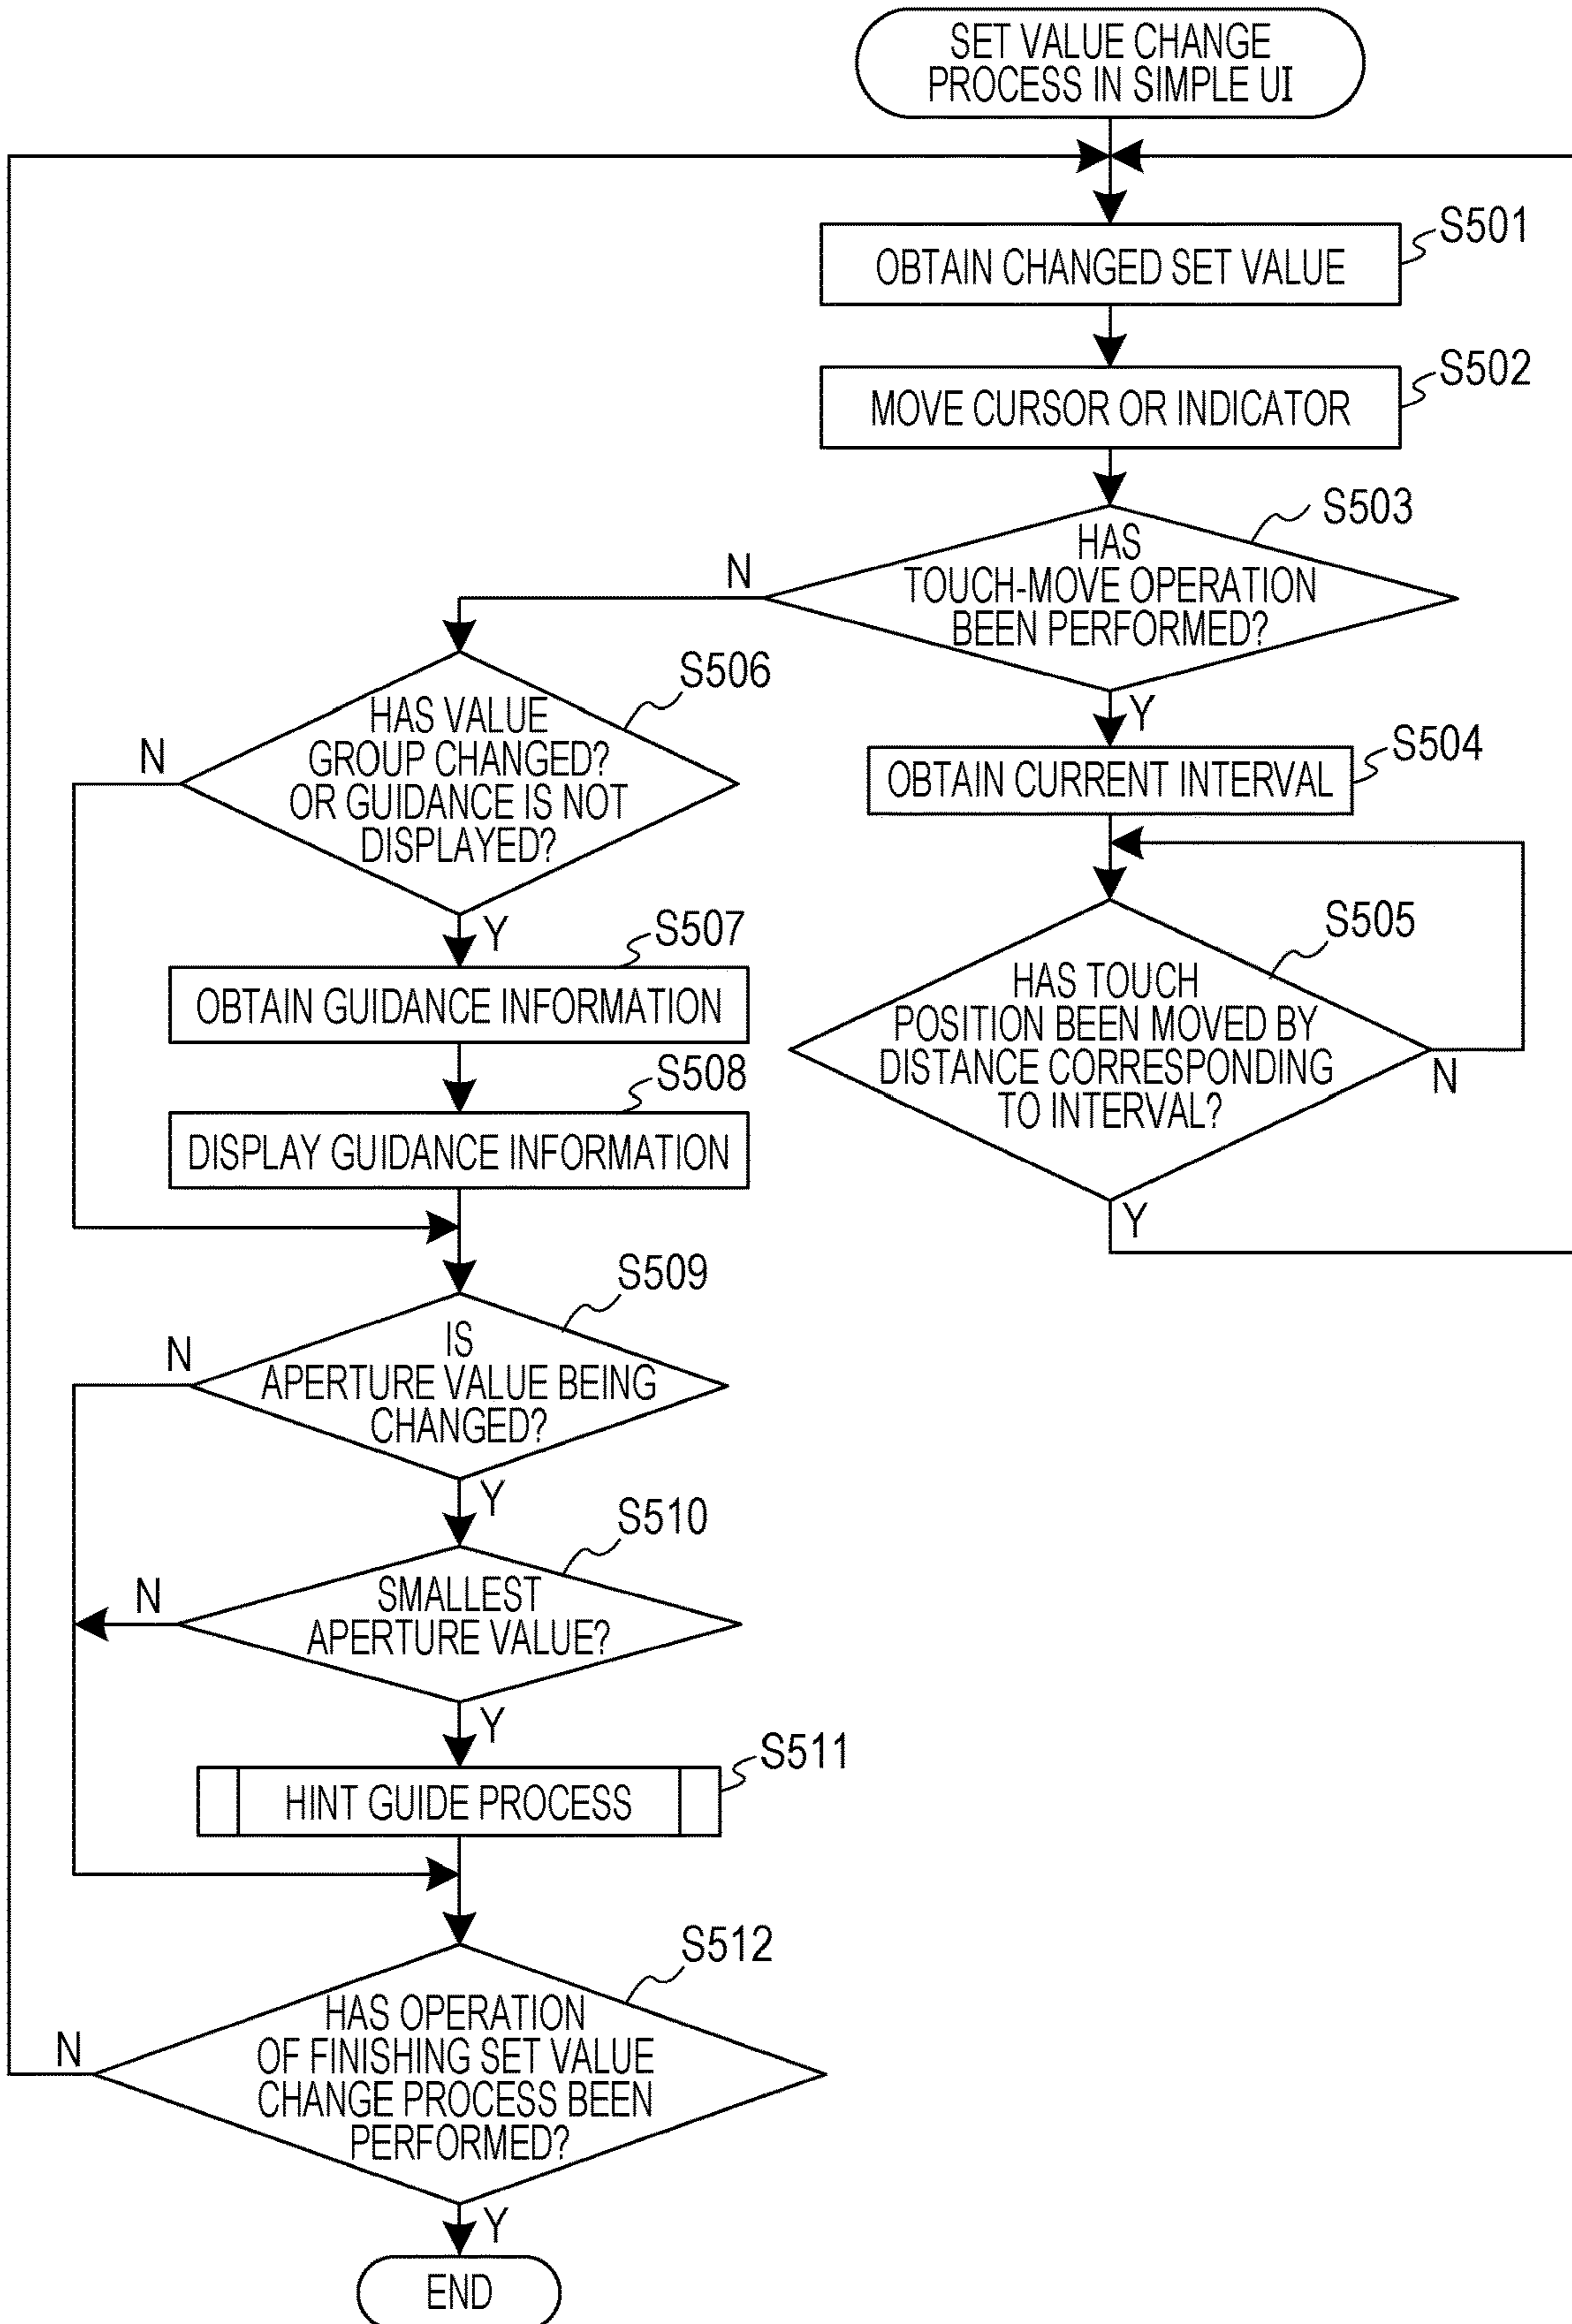 SET VALUE CHANGE
PROCESS IN SIMPLE UI
S501
OBTAIN CHANGED SET VALUE
S502
MOVE CURSOR OR INDICATOR
S503
HAS
TOUCH-MOVE OPERATION
BEEN PERFORMED?
N
Y
S504
OBTAIN CURRENT INTERVAL
S505
HAS TOUCH
POSITION BEEN MOVED BY
DISTANCE CORRESPONDING
TO INTERVAL?
N
Y
S506
HAS VALUE
GROUP CHANGED?
OR GUIDANCE IS NOT
DISPLAYED?
N
Y
S507
OBTAIN GUIDANCE INFORMATION
S508
DISPLAY GUIDANCE INFORMATION
S509
IS
APERTURE VALUE BEING
CHANGED?
N
Y
S510
SMALLEST
APERTURE VALUE?
N
Y
S511
HINT GUIDE PROCESS
S512
HAS OPERATION
OF FINISHING SET VALUE
CHANGE PROCESS BEEN
PERFORMED?
N
Y
END